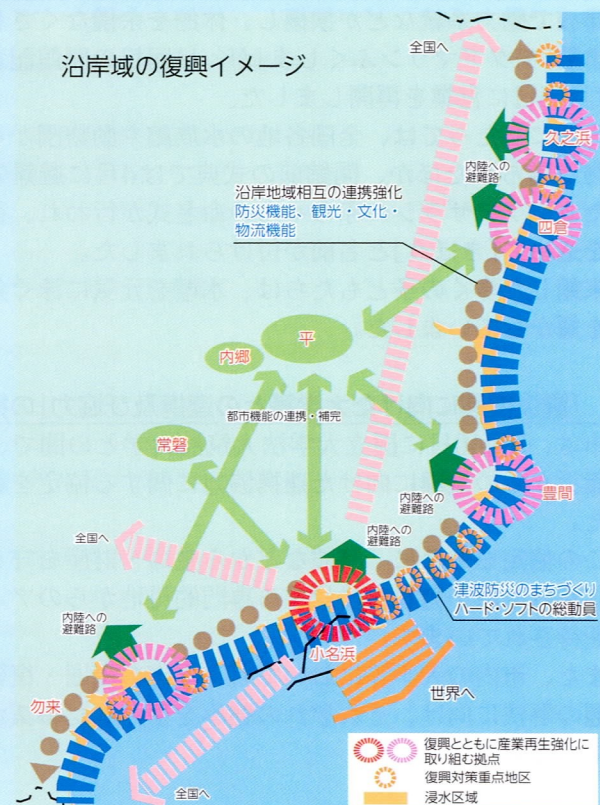 沿岸域の復興イメージ
全国へ
久之浜
内陸への
避難路
沿岸地域相互の連携強化
防災機能、観光・文化・
物流機能
四倉
平
内郷
都市機能の連携・補完
常磐
内陸への
避難路
豊間
全国へ
内陸への
避難路
津波防災のまちづくり
ハード・ソフトの総動員
内陸への
避難路
小名浜
世界へ
勿来
全国へ
復興とともに産業再生強化に
取り組む拠点
復興対策重点地区
浸水区域